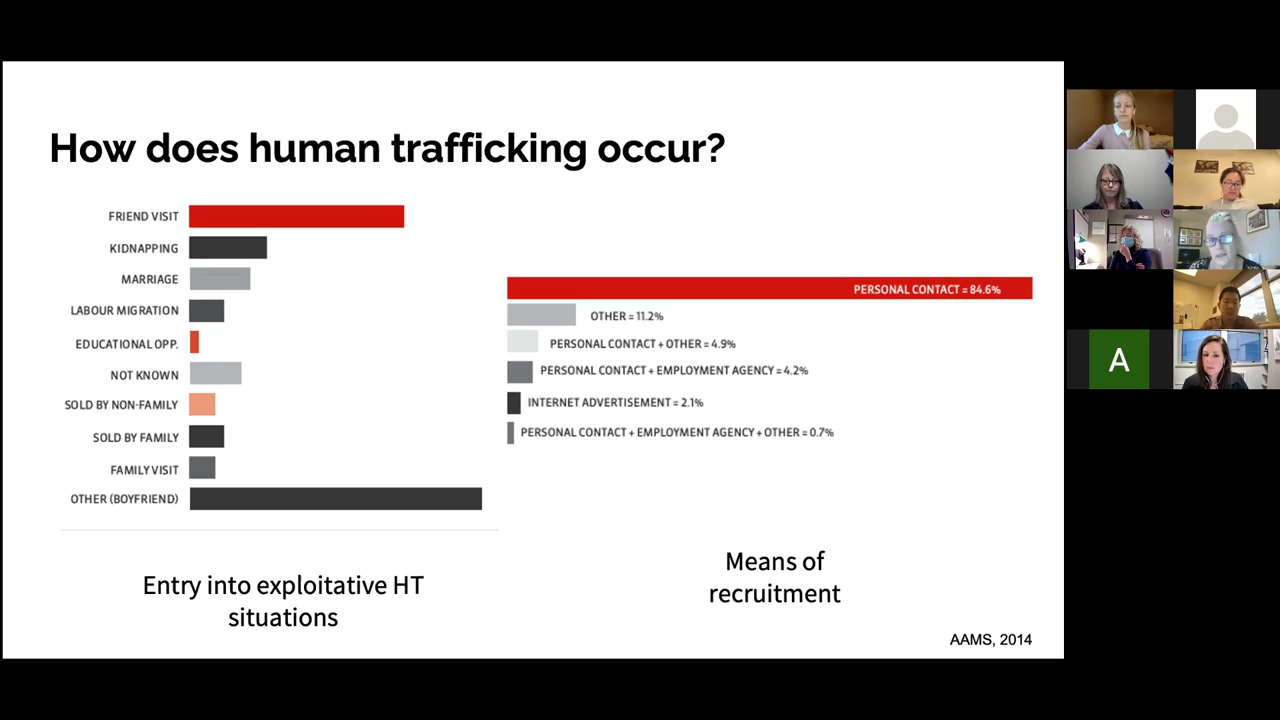 How does human trafficking occur?
FRIEND VISIT
KIDNAPPING
MARRIAGE
LABOUR MIGRATION
EDUCATIONAL OPP.
NOT KNOWN
SOLD BY NON-FAMILY
SOLD BY FAMILY
FAMILY VISIT
OTHER (BOYFRIEND)
Entry into exploitative HT
situations
PERSONAL CONTACT = 84.6%
OTHER = 11.2%
PERSONAL CONTACT + OTHER = 4.9%
PERSONAL CONTACT + EMPLOYMENT AGENCY = 4.2%
INTERNET ADVERTISEMENT = 2.1%
PERSONAL CONTACT + EMPLOYMENT AGENCY + OTHER = 0.7%
Means of
recruitment
AAMS, 2014
A